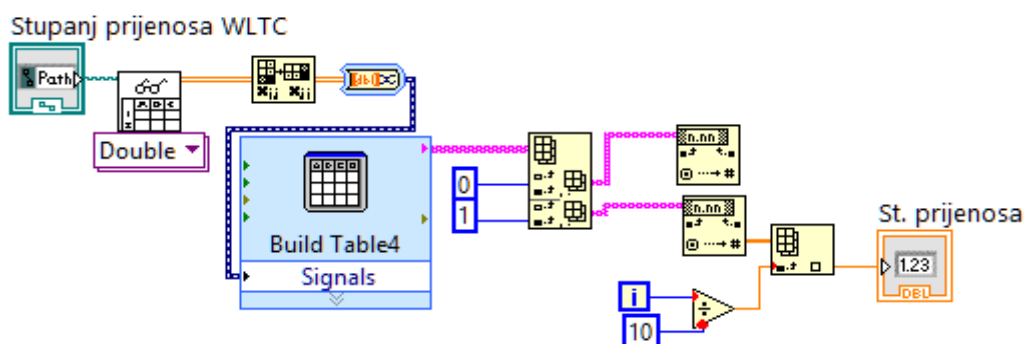 Stupanj prijenosa WLTC
Path
Double
Build Table4
Signals
0
1
n.nn
n.nn
St. prijenosa
1.23
DBL
i
10